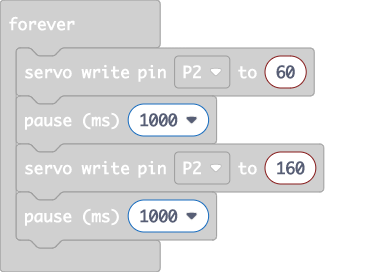 forever
servo write pin P2 to 60
pause (ms) 1000
servo write pin P2 to 160
pause (ms) 1000